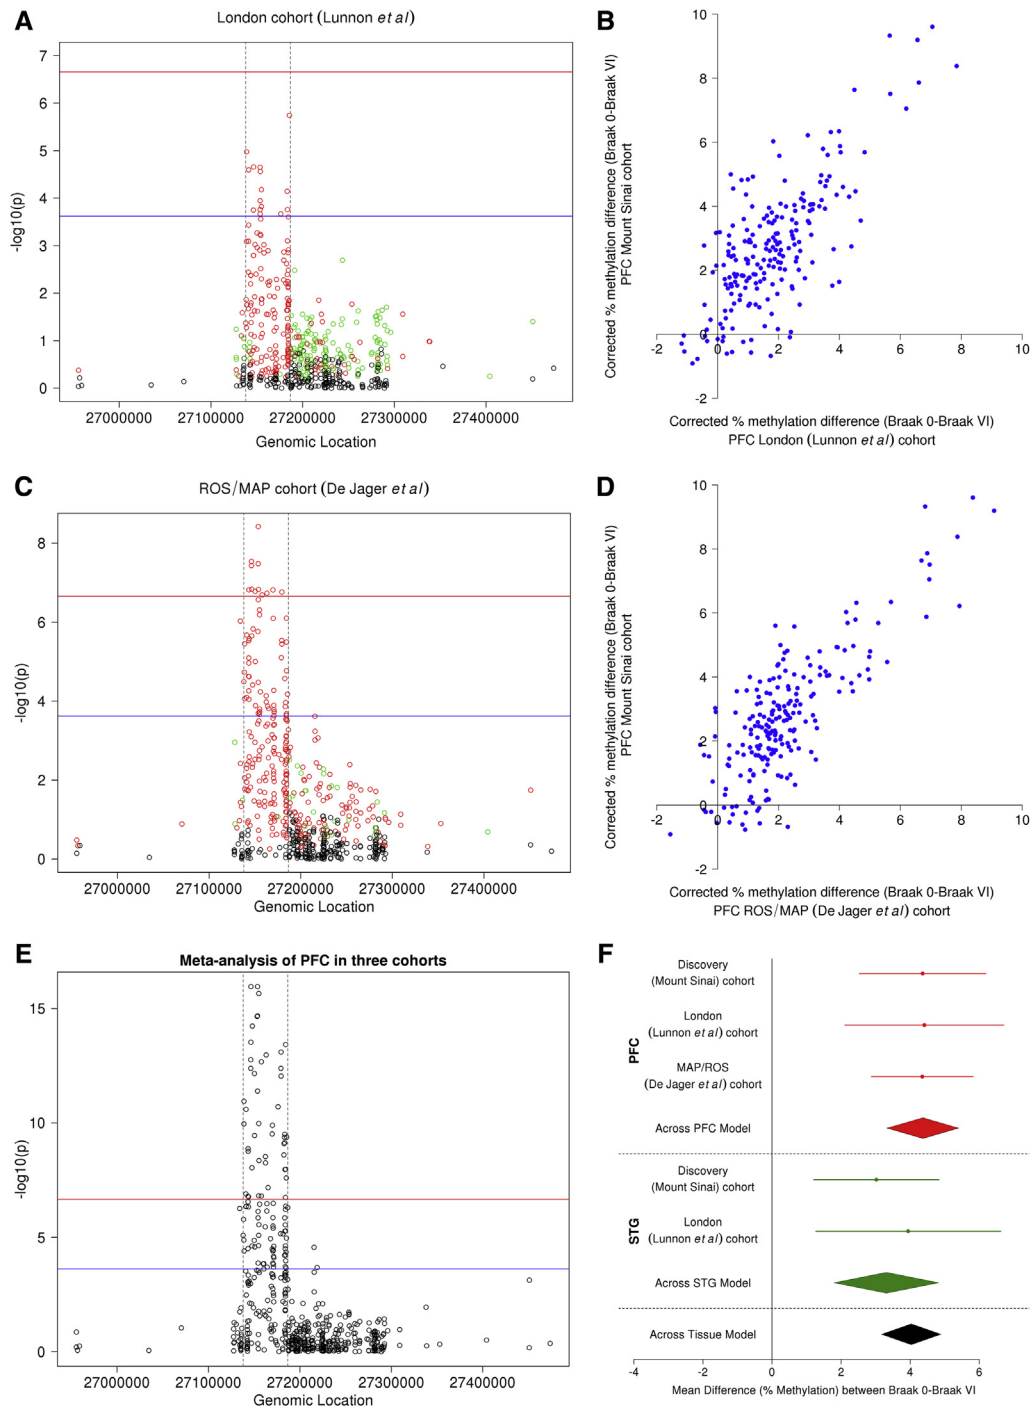 A
London cohort (Lunnon et al)
7
6
5
4
3
2
1
0
-log10(p)
27000000 27100000 27200000 27300000 27400000
Genomic Location
B
10
8
6
4
2
0
-2
-2 0 2 4 6 8 10
Corrected % methylation difference (Braak 0-Braak VI)
PFC Mount Sinai cohort
Corrected % methylation difference (Braak 0-Braak VI)
PFC London (Lunnon et al) cohort
C
ROS/MAP cohort (De Jager et al)
8
6
4
2
0
-log10(p)
27000000 27100000 27200000 27300000 27400000
Genomic Location
D
10
8
6
4
2
0
-2
-2 0 2 4 6 8 10
Corrected % methylation difference (Braak 0-Braak VI)
PFC Mount Sinai cohort
Corrected % methylation difference (Braak 0-Braak VI)
PFC ROS/MAP (De Jager et al) cohort
E
Meta-analysis of PFC in three cohorts
15
10
5
0
-log10(p)
27000000 27100000 27200000 27300000 27400000
Genomic Location
F
PFC
Discovery
(Mount Sinai) cohort
London
(Lunnon et al) cohort
MAP/ROS
(De Jager et al) cohort
Across PFC Model
STG
Discovery
(Mount Sinai) cohort
London
(Lunnon et al) cohort
Across STG Model
Across Tissue Model
-4 -2 0 2 4 6
Mean Difference (% Methylation) between Braak 0-Braak VI